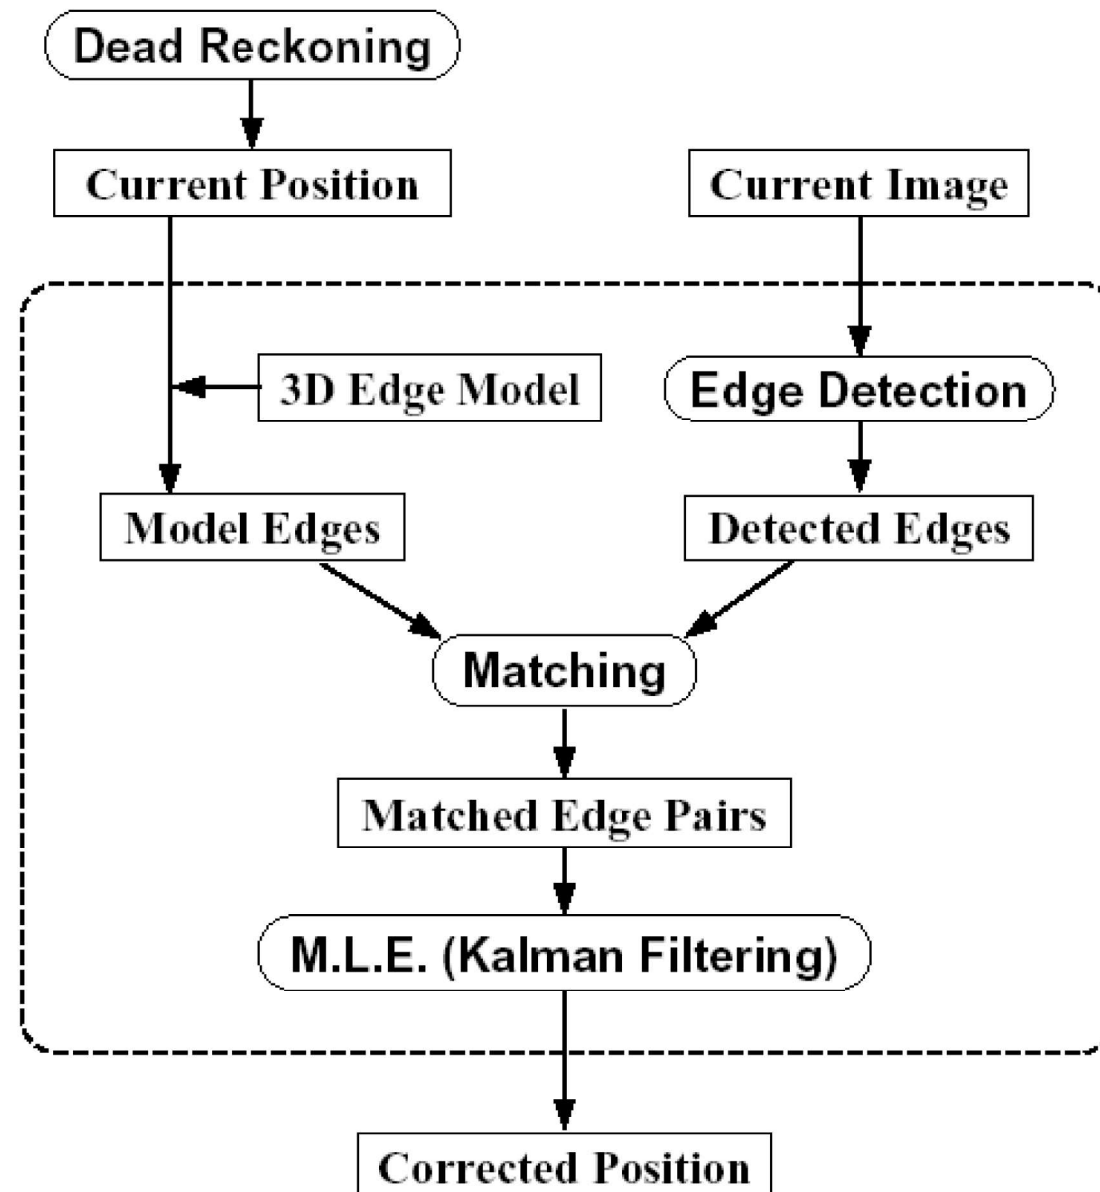 Dead Reckoning
Current Position
Current Image
3D Edge Model
Edge Detection
Model Edges
Detected Edges
Matching
Matched Edge Pairs
M.L.E. (Kalman Filtering)
Corrected Position